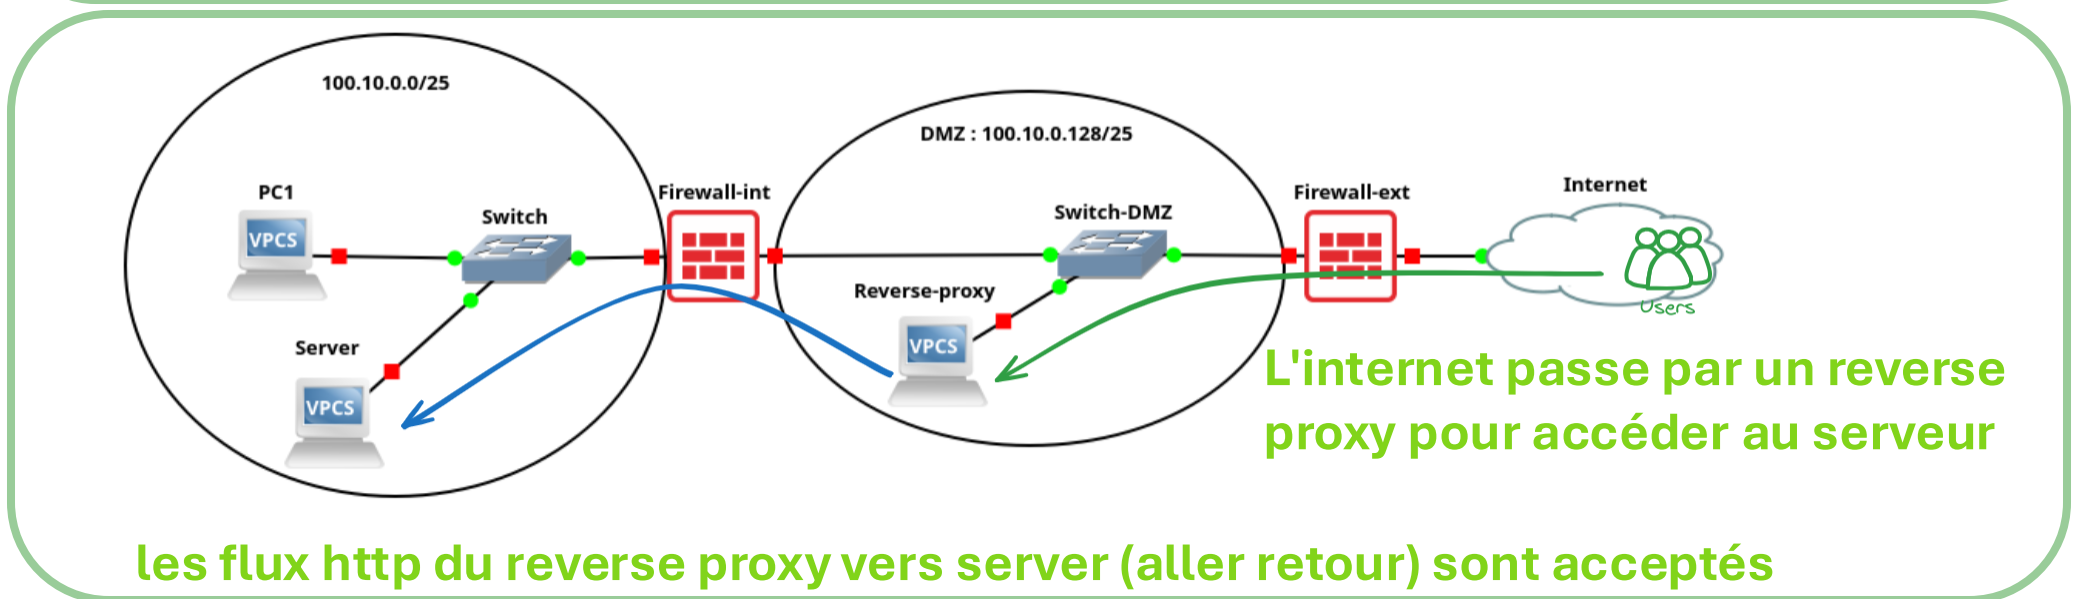 100.10.0.0/25
DMZ : 100.10.0.128/25
PC1
Switch
Firewall-int
Switch-DMZ
Firewall-ext
Internet
VPCS
Users
Reverse-proxy
VPCS
Server
VPCS
L'internet passe par un reverse
proxy pour accéder au serveur
les flux http du reverse proxy vers server (aller retour) sont acceptés